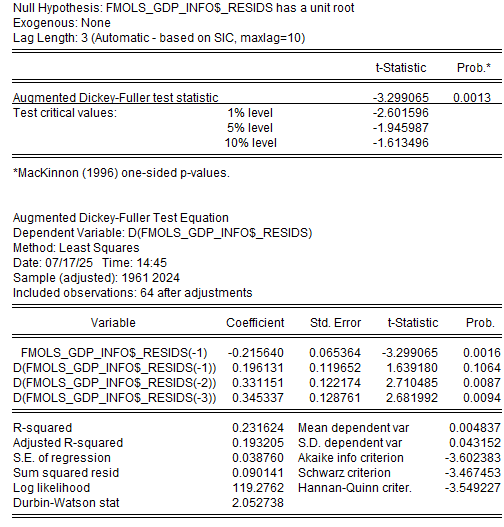 Null Hypothesis: FMOLS_GDP_INFO$_RESIDS has a unit root
Exogenous: None
Lag Length: 3 (Automatic - based on SIC, maxlag=10)
t-Statistic Prob.*
Augmented Dickey-Fuller test statistic -3.299065 0.0013
Test critical values: 1% level -2.601596
5% level -1.945987
10% level -1.613496
*MacKinnon (1996) one-sided p-values.
Augmented Dickey-Fuller Test Equation
Dependent Variable: D(FMOLS_GDP_INFO$_RESIDS)
Method: Least Squares
Date: 07/17/25 Time: 14:45
Sample (adjusted): 1961 2024
Included observations: 64 after adjustments
Variable Coefficient Std. Error t-Statistic Prob.
FMOLS_GDP_INFO$_RESIDS(-1) -0.215640 0.065364 -3.299065 0.0016
D(FMOLS_GDP_INFO$_RESIDS(-1)) 0.196131 0.119652 1.639180 0.1064
D(FMOLS_GDP_INFO$_RESIDS(-2)) 0.331151 0.122174 2.710485 0.0087
D(FMOLS_GDP_INFO$_RESIDS(-3)) 0.345337 0.128761 2.681992 0.0094
R-squared 0.231624 Mean dependent var 0.004837
Adjusted R-squared 0.193205 S.D. dependent var 0.043152
S.E. of regression 0.038760 Akaike info criterion -3.602383
Sum squared resid 0.090141 Schwarz criterion -3.467453
Log likelihood 119.2762 Hannan-Quinn criter. -3.549227
Durbin-Watson stat 2.052738